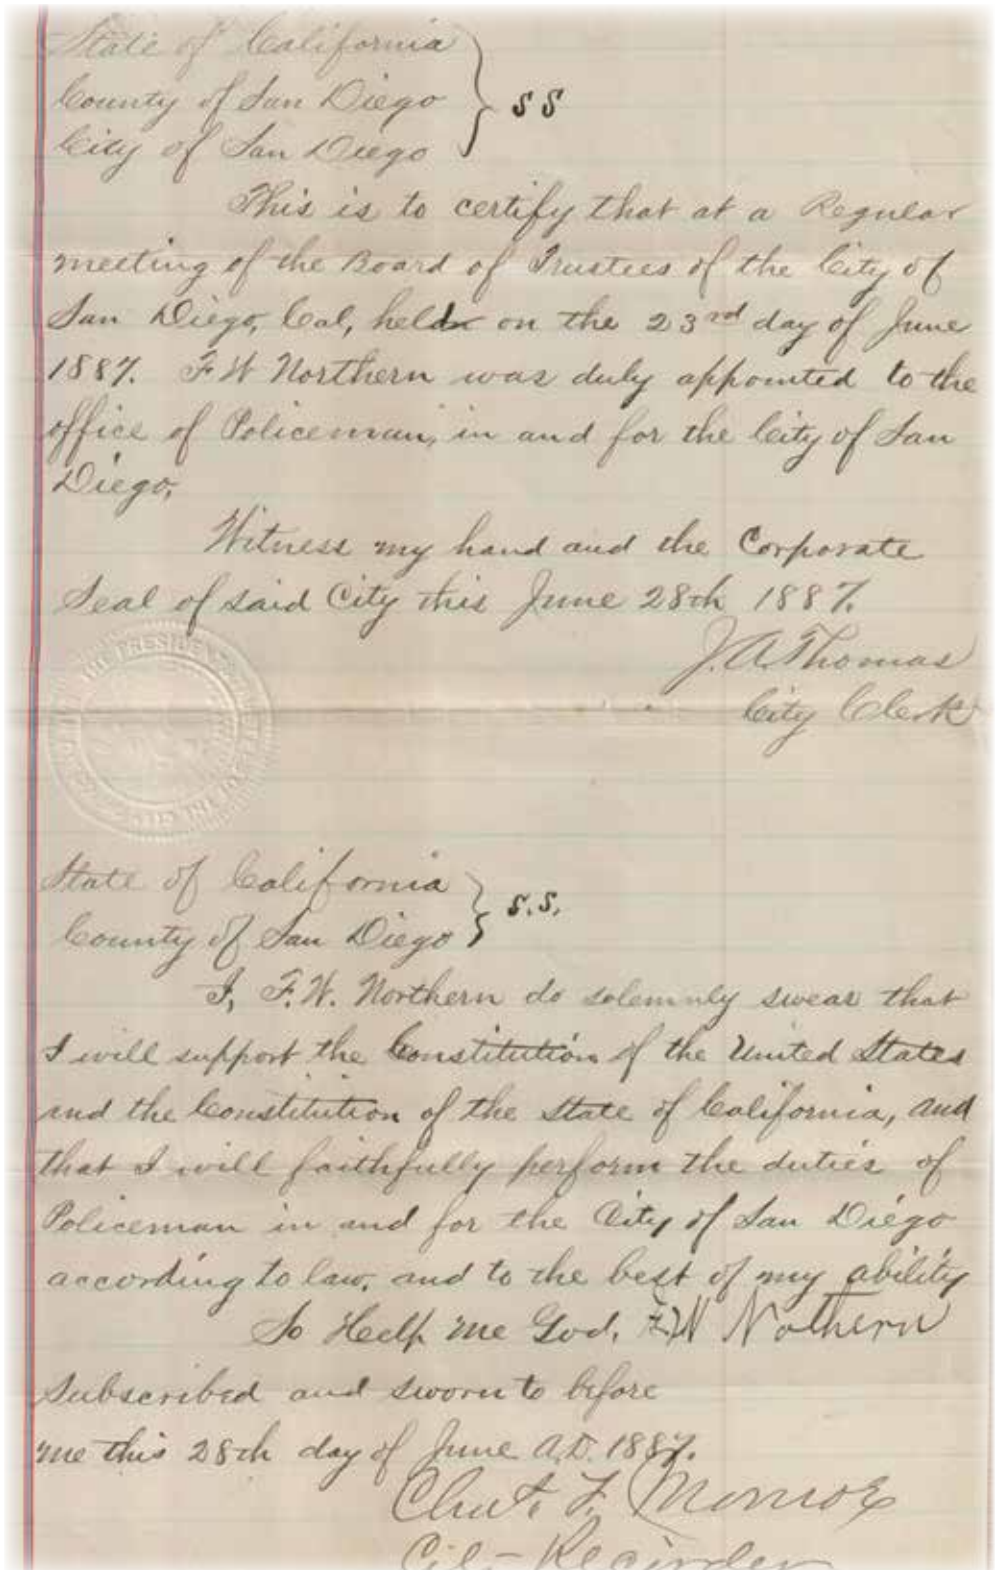 State of California
County of San Diego } SS
City of San Diego
This is to certify that at a Regular
meeting of the Board of Trustees of the City of
San Diego, Cal, held on the 23rd day of June
1887. F W Northern was duly appointed to the
office of Policeman, in and for the City of San
Diego.
Witness my hand and the Corporate
Seal of said City this June 28th 1887.
J. A. Thomas
City Clerk
THE PRESIDENT
State of California } S.S.
County of San Diego
I, F. W. Northern do solemnly swear that
I will support the Constitution of the United States
and the Constitution of the State of California, and
that I will faithfully perform the duties of
Policeman in and for the City of San Diego
according to law, and to the best of my ability
So Help me God. F W Nothern
Subscribed and sworn to before
me this 28th day of June A.D. 1887.
Chas. F. Monroe
City Recorder